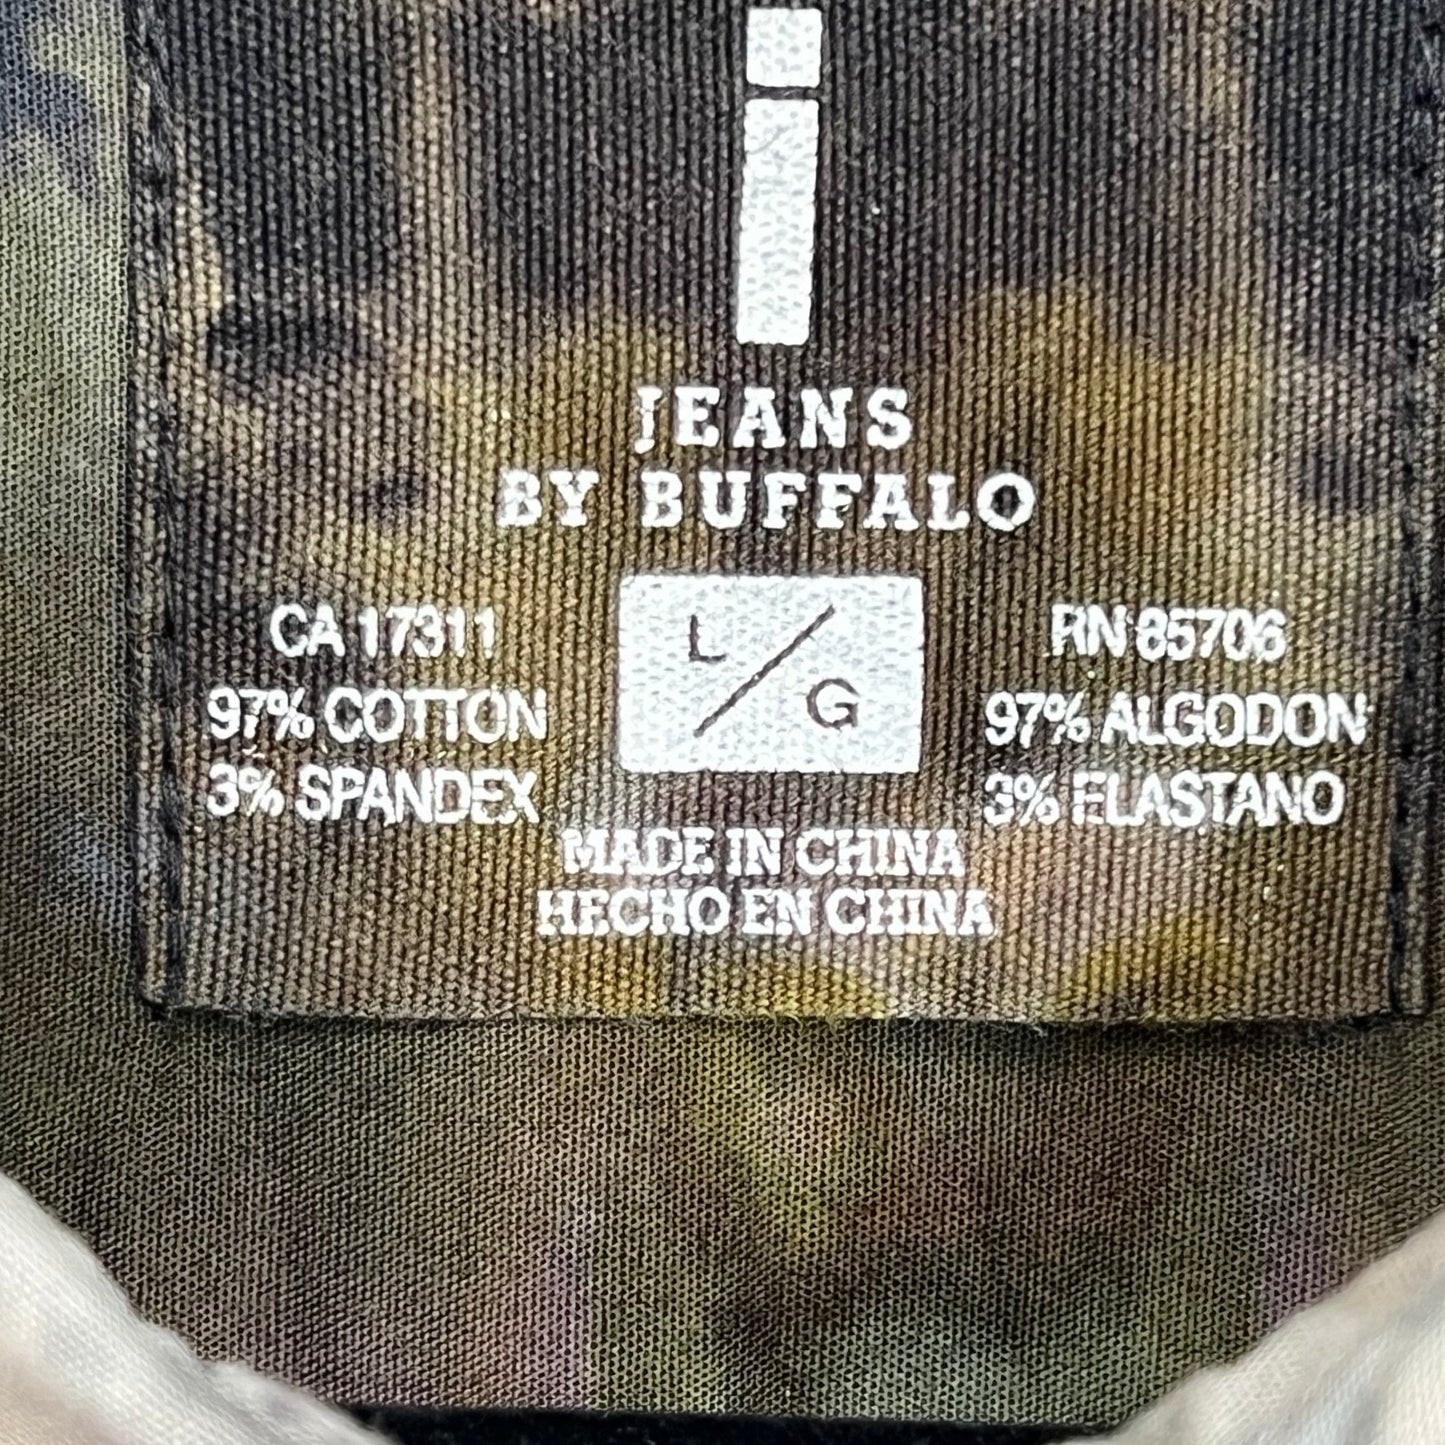 i
JEANS
BY BUFFALO
L/G
CA 17311
97% COTTON
3% SPANDEX
RN 85706
97% ALGODON
3% ELASTANO
MADE IN CHINA
HECHO EN CHINA